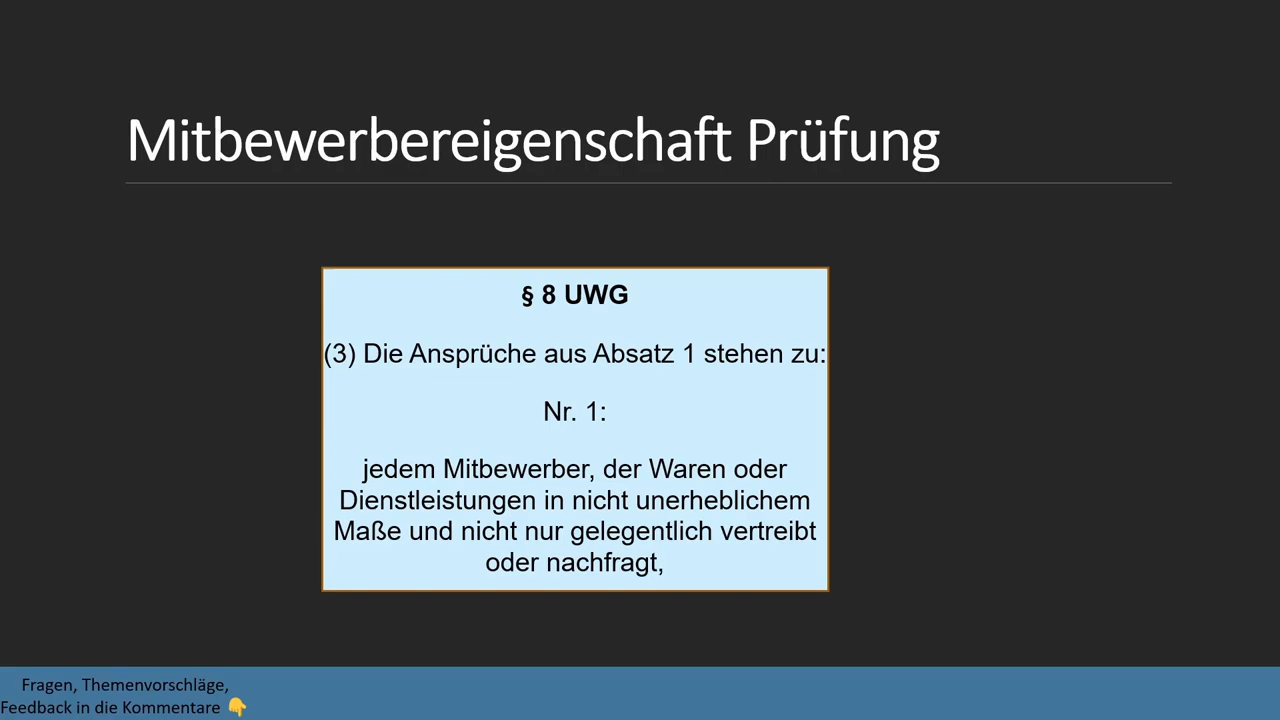 Mitbewerbereigenschaft Prüfung
§ 8 UWG
(3) Die Ansprüche aus Absatz 1 stehen zu:
Nr. 1:
jedem Mitbewerber, der Waren oder
Dienstleistungen in nicht unerheblichem
Maße und nicht nur gelegentlich vertreibt
oder nachfragt,
Fragen, Themenvorschläge,
Feedback in die Kommentare 👇